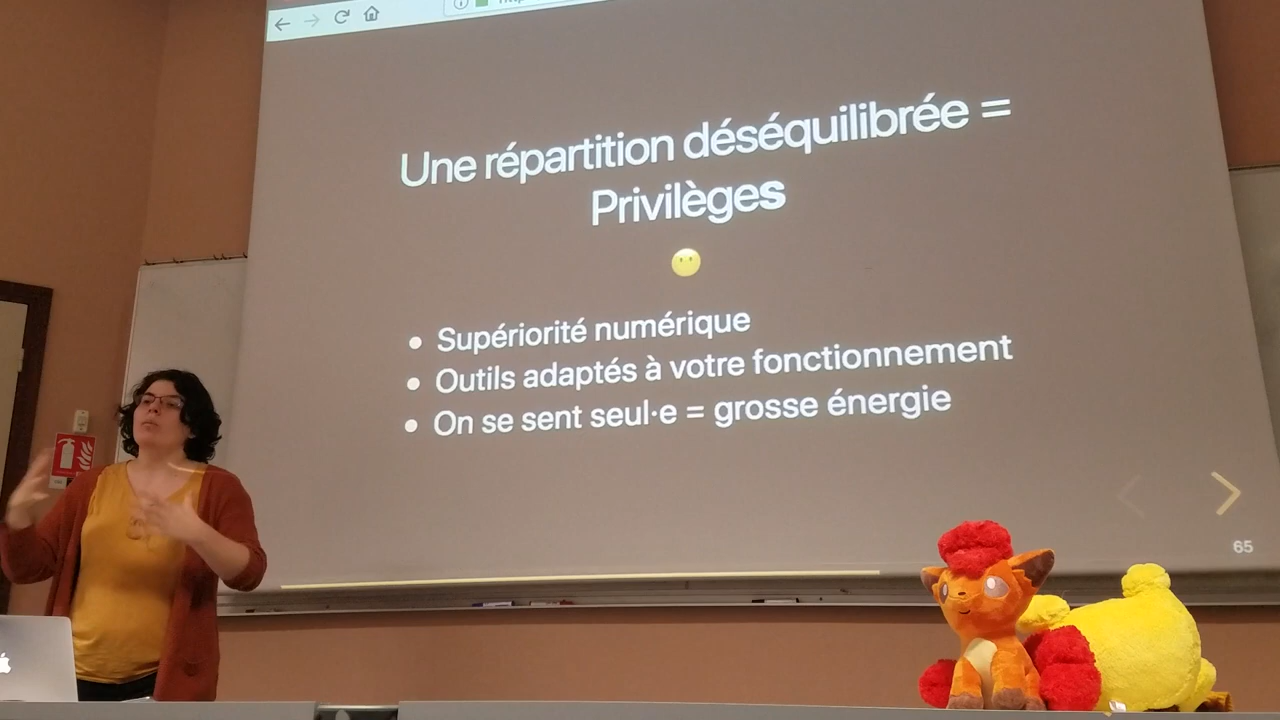 Une répartition déséquilibrée =
Privilèges
• Supériorité numérique
• Outils adaptés à votre fonctionnement
• On se sent seul·e = grosse énergie
65